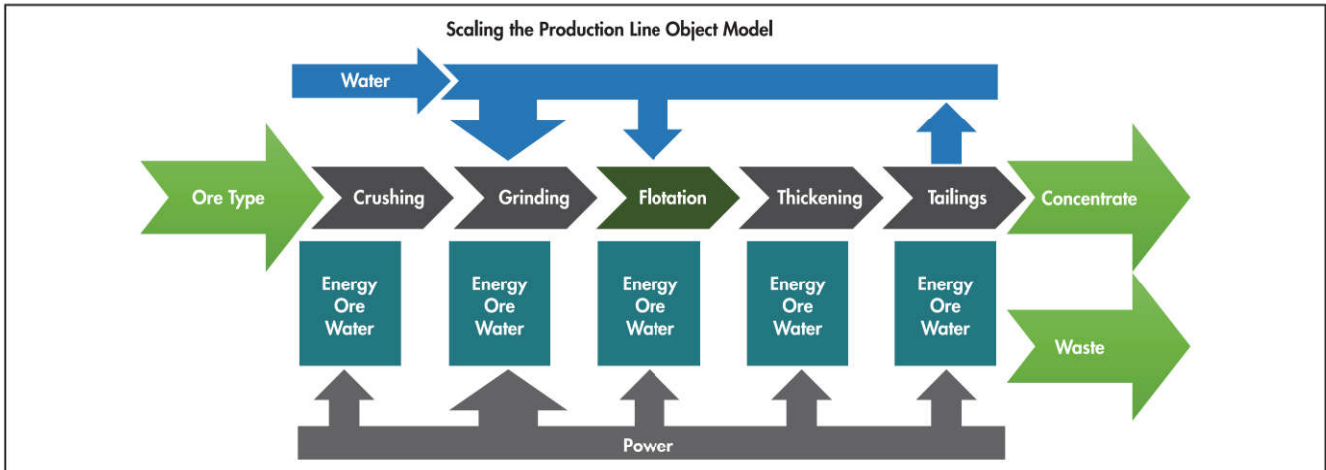 Scaling the Production Line Object Model
Water
Ore Type
Crushing
Grinding
Flotation
Thickening
Tailings
Concentrate
Energy
Ore
Water
Energy
Ore
Water
Energy
Ore
Water
Energy
Ore
Water
Energy
Ore
Water
Waste
Power